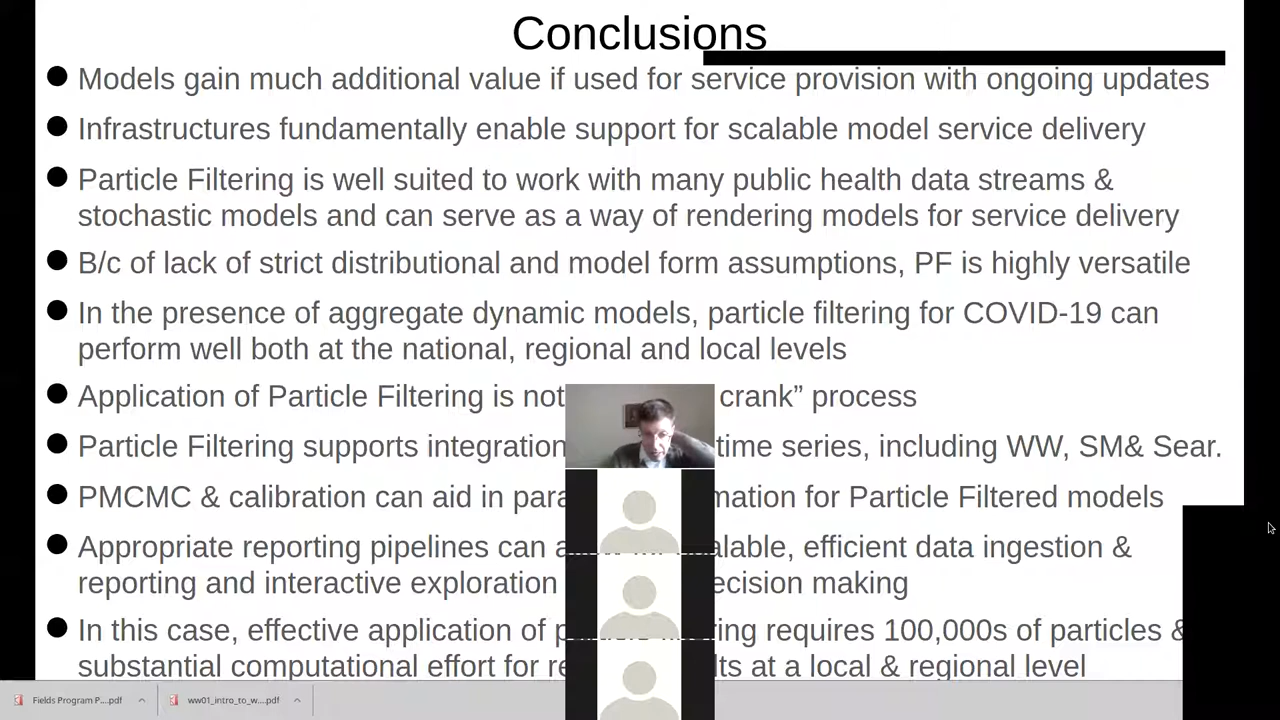 Conclusions
Models gain much additional value if used for service provision with ongoing updates
Infrastructures fundamentally enable support for scalable model service delivery
Particle Filtering is well suited to work with many public health data streams &
stochastic models and can serve as a way of rendering models for service delivery
B/c of lack of strict distributional and model form assumptions, PF is highly versatile
In the presence of aggregate dynamic models, particle filtering for COVID-19 can
perform well both at the national, regional and local levels
Application of Particle Filtering is not crank” process
Particle Filtering supports integration time series, including WW, SM& Sear.
PMCMC & calibration can aid in for Particle Filtered models
Appropriate reporting pipelines can efficient data ingestion &
reporting and interactive exploration making
In this case, effective application of requires 100,000s of particles &
substantial computational effort for at a local & regional level
Fields Program P....pdf ww01_intro_to_w....pdf